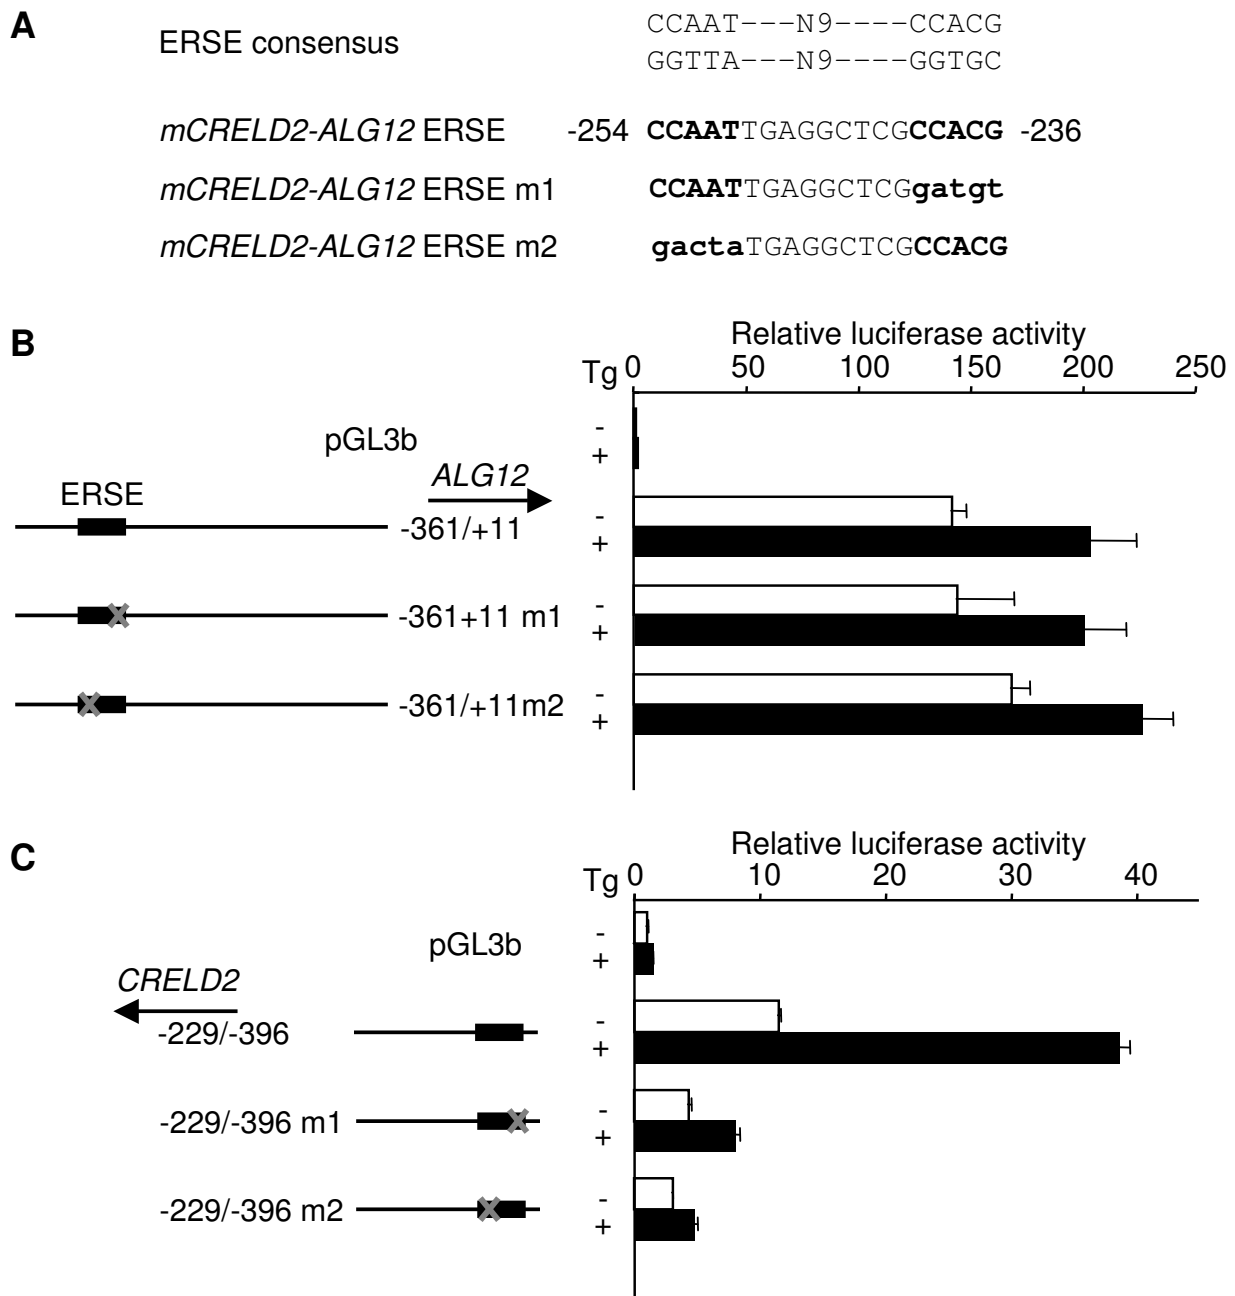 A
ERSE consensus
CCAAT---N9----CCACG
GGTTA---N9----GGTGC
mCRELD2-ALG12 ERSE -254 CCAATTGAGGCTCGCCACG -236
mCRELD2-ALG12 ERSE m1 CCAATTGAGGCTCGgatgt
mCRELD2-ALG12 ERSE m2 gactaTGAGGCTCGCCACG
B
Relative luciferase activity
Tg 0 50 100 150 200 250
-
pGL3b
+
ALG12
ERSE
-
-361/+11
+
-
-361+11 m1
+
-
-361/+11m2
+
C
Relative luciferase activity
Tg 0 10 20 30 40
-
pGL3b
+
CRELD2
-
-229/-396
+
-
-229/-396 m1
+
-
-229/-396 m2
+